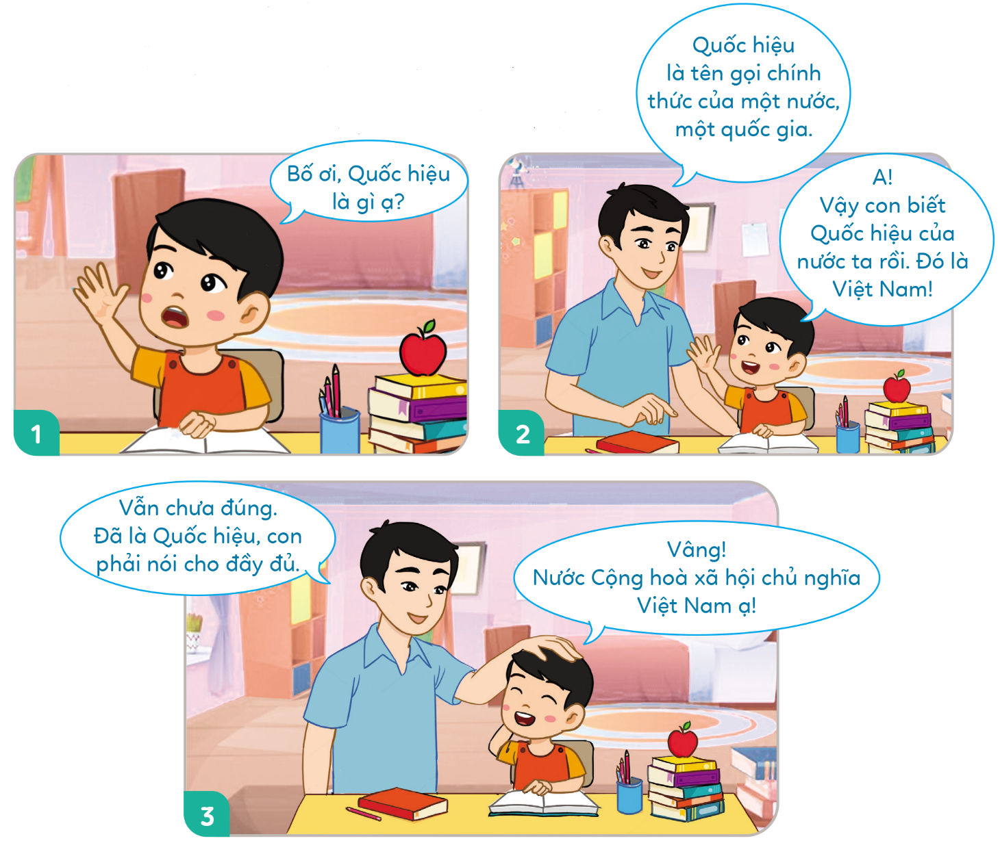 Bố ơi, Quốc hiệu
là gì ạ?
1
Quốc hiệu
là tên gọi chính
thức của một nước,
một quốc gia.
A!
Vậy con biết
Quốc hiệu của
nước ta rồi. Đó là
Việt Nam!
2
Vẫn chưa đúng.
Đã là Quốc hiệu, con
phải nói cho đầy đủ.
Vâng!
Nước Cộng hoà xã hội chủ nghĩa
Việt Nam ạ!
3